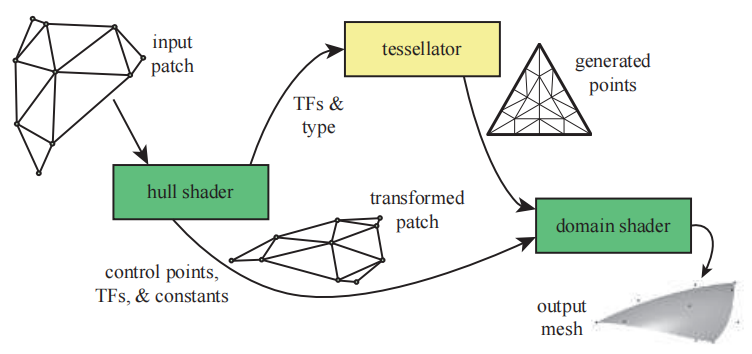 input
patch
tessellator
generated
points
TFs &
type
hull shader
transformed
patch
domain shader
control points,
TFs, & constants
output
mesh